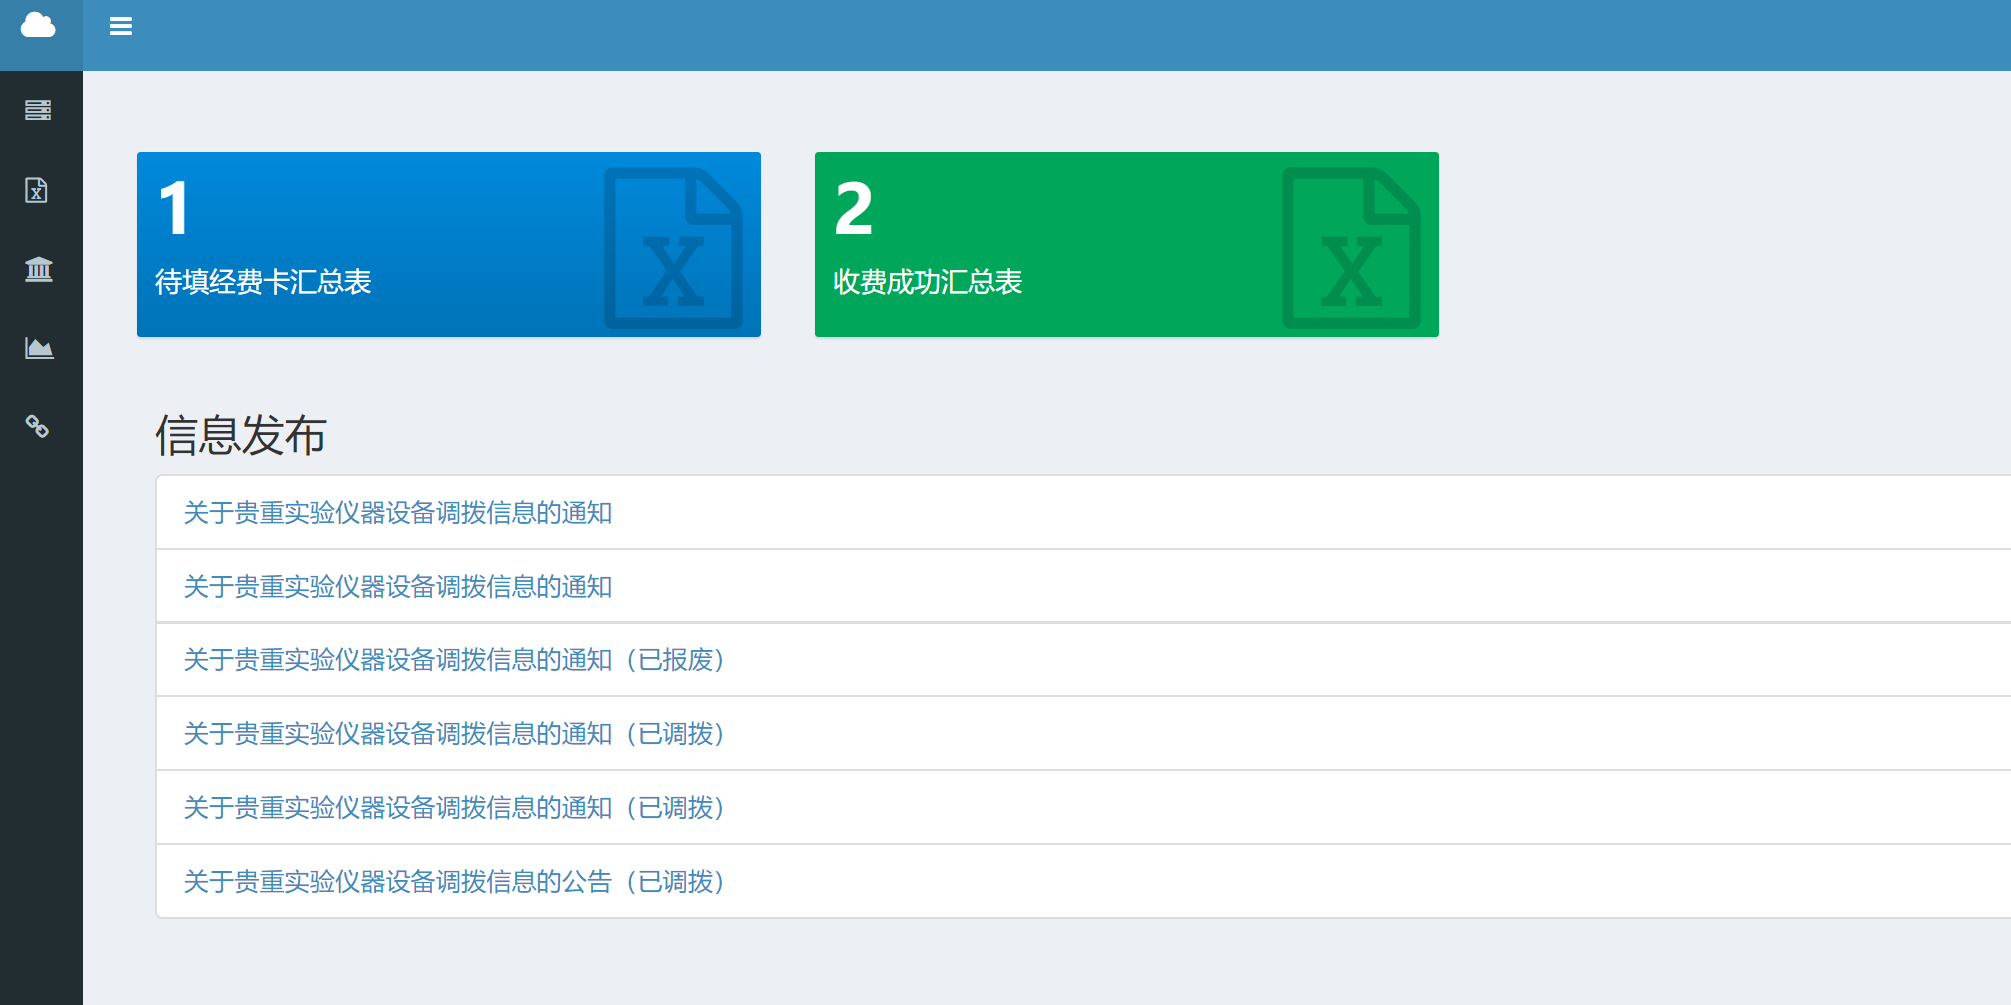 1
待填经费卡汇总表
2
收费成功汇总表
信息发布
关于贵重实验仪器设备调拨信息的通知
关于贵重实验仪器设备调拨信息的通知
关于贵重实验仪器设备调拨信息的通知（已报废）
关于贵重实验仪器设备调拨信息的通知（已调拨）
关于贵重实验仪器设备调拨信息的通知（已调拨）
关于贵重实验仪器设备调拨信息的公告（已调拨）